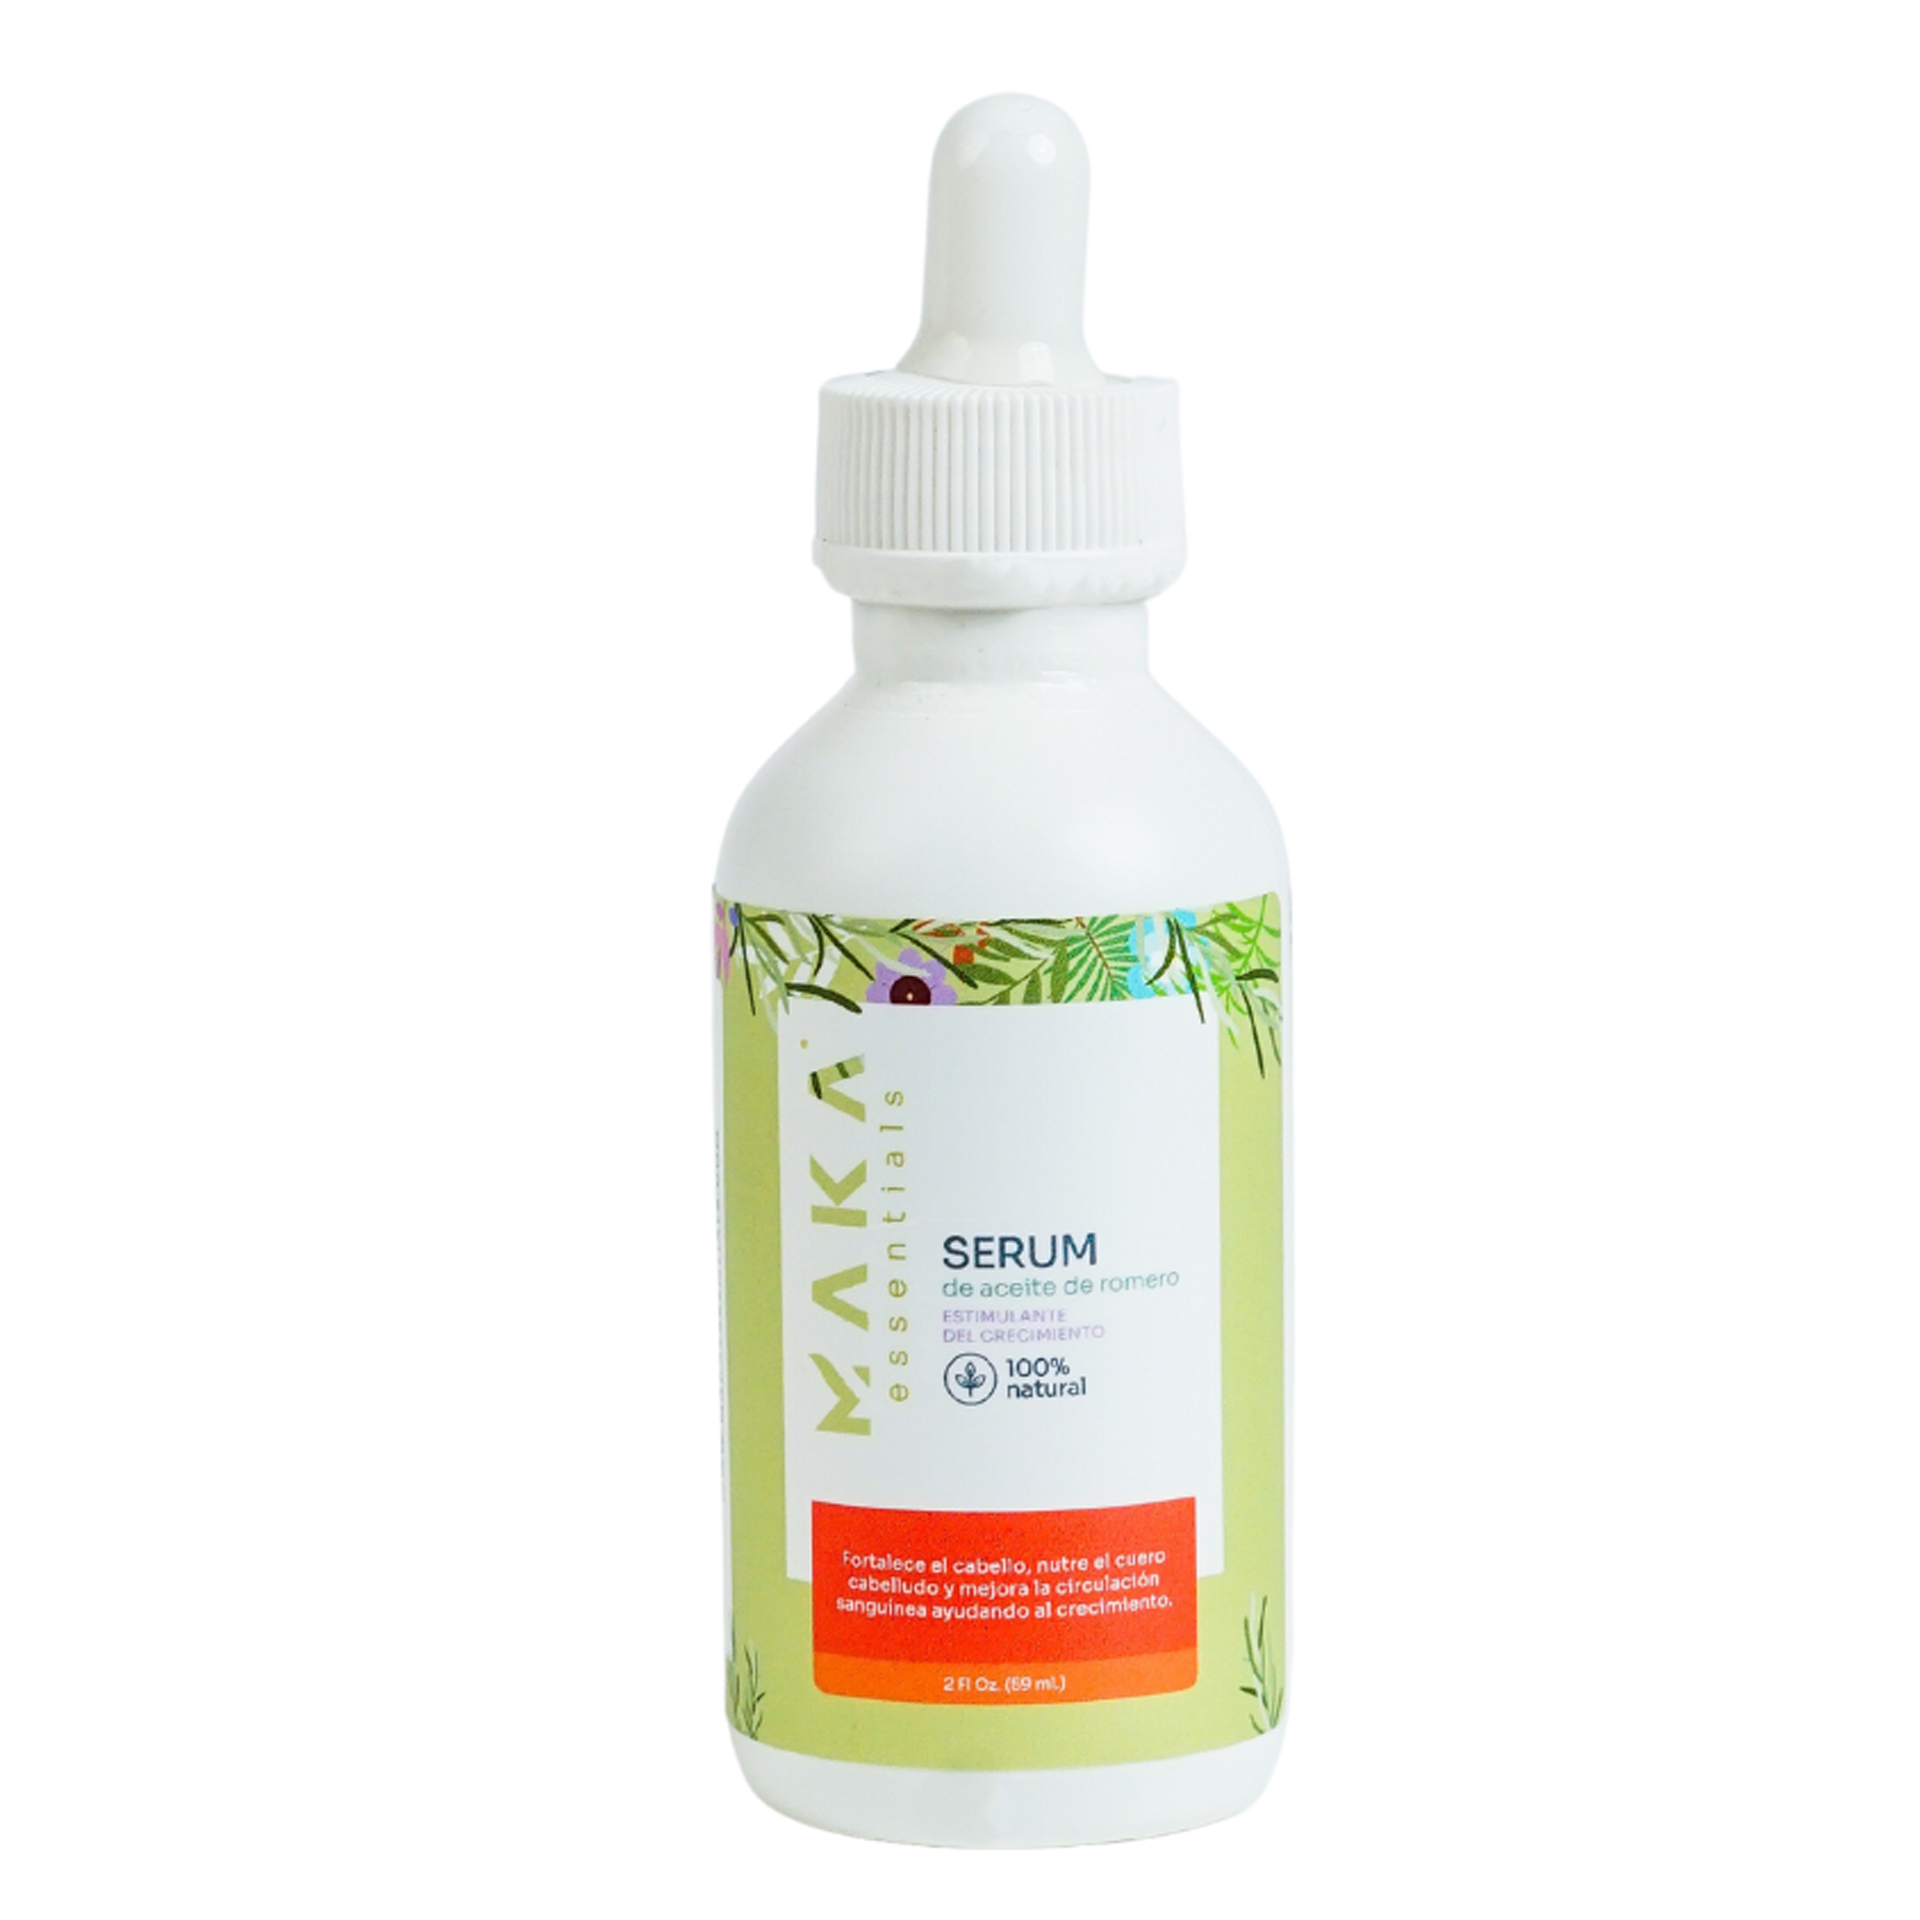 MAKA
essentials
SERUM
de aceite de romero
ESTIMULANTE
DEL CRECIMIENTO
100%
natural
Fortalece el cabello, nutre el cuero
cabelludo y mejora la circulación
sanguínea ayudando al crecimiento.
2 Fl Oz. (59 ml.)